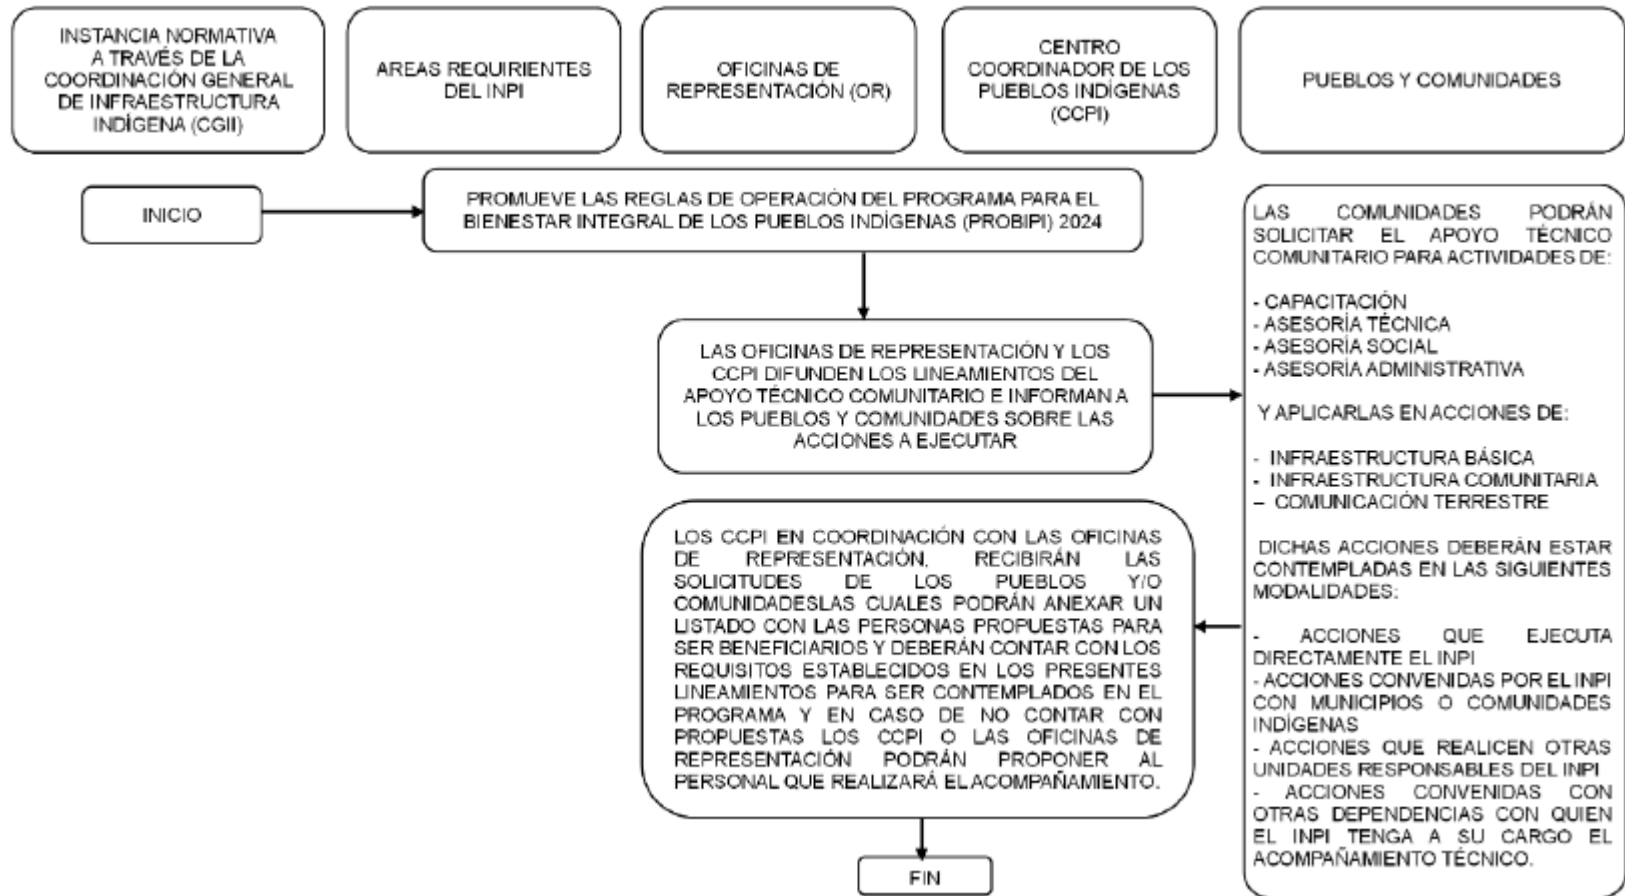 INSTANCIA NORMATIVA
A TRAVÉS DE LA
COORDINACIÓN GENERAL
DE INFRAESTRUCTURA
INDÍGENA (CGII)
AREAS REQUIRIENTES
DEL INPI
OFICINAS DE
REPRESENTACIÓN (OR)
CENTRO
COORDINADOR DE LOS
PUEBLOS INDÍGENAS
(CCPI)
PUEBLOS Y COMUNIDADES
INICIO
PROMUEVE LAS REGLAS DE OPERACIÓN DEL PROGRAMA PARA EL
BIENESTAR INTEGRAL DE LOS PUEBLOS INDÍGENAS (PROBIPI) 2024
LAS OFICINAS DE REPRESENTACIÓN Y LOS
CCPI DIFUNDEN LOS LINEAMIENTOS DEL
APOYO TÉCNICO COMUNITARIO E INFORMAN A
LOS PUEBLOS Y COMUNIDADES SOBRE LAS
ACCIONES A EJECUTAR
LAS COMUNIDADES PODRÁN
SOLICITAR EL APOYO TÉCNICO
COMUNITARIO PARA ACTIVIDADES DE:
- CAPACITACIÓN
- ASESORÍA TÉCNICA
- ASESORÍA SOCIAL
- ASESORÍA ADMINISTRATIVA
Y APLICARLAS EN ACCIONES DE:
- INFRAESTRUCTURA BÁSICA
- INFRAESTRUCTURA COMUNITARIA
– COMUNICACIÓN TERRESTRE
DICHAS ACCIONES DEBERÁN ESTAR
CONTEMPLADAS EN LAS SIGUIENTES
MODALIDADES:
- ACCIONES QUE EJECUTA
DIRECTAMENTE EL INPI
- ACCIONES CONVENIDAS POR EL INPI
CON MUNICIPIOS O COMUNIDADES
INDÍGENAS
- ACCIONES QUE REALICEN OTRAS
UNIDADES RESPONSABLES DEL INPI
- ACCIONES CONVENIDAS CON
OTRAS DEPENDENCIAS CON QUIEN
EL INPI TENGA A SU CARGO EL
ACOMPAÑAMIENTO TÉCNICO.
LOS CCPI EN COORDINACIÓN CON LAS OFICINAS
DE REPRESENTACIÓN, RECIBIRÁN LAS
SOLICITUDES DE LOS PUEBLOS Y/O
COMUNIDADESLAS CUALES PODRÁN ANEXAR UN
LISTADO CON LAS PERSONAS PROPUESTAS PARA
SER BENEFICIARIOS Y DEBERÁN CONTAR CON LOS
REQUISITOS ESTABLECIDOS EN LOS PRESENTES
LINEAMIENTOS PARA SER CONTEMPLADOS EN EL
PROGRAMA Y EN CASO DE NO CONTAR CON
PROPUESTAS LOS CCPI O LAS OFICINAS DE
REPRESENTACIÓN PODRÁN PROPONER AL
PERSONAL QUE REALIZARÁ EL ACOMPAÑAMIENTO.
FIN